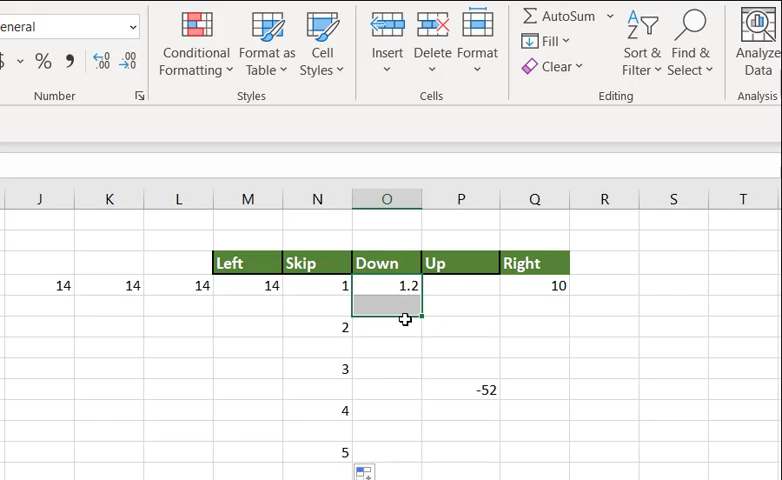 eneral
$ % , ←0 .00 .00 →0
Conditional Formatting
Format as Table
Cell Styles
Insert
Delete
Format
AutoSum
Fill
Clear
Sort & Filter
Find & Select
Analyze Data
Number
Styles
Cells
Editing
Analysis
J K L M N O P Q R S T
Left Skip Down Up Right
14 14 14 14 1 1.2 10
2
3
-52
4
5